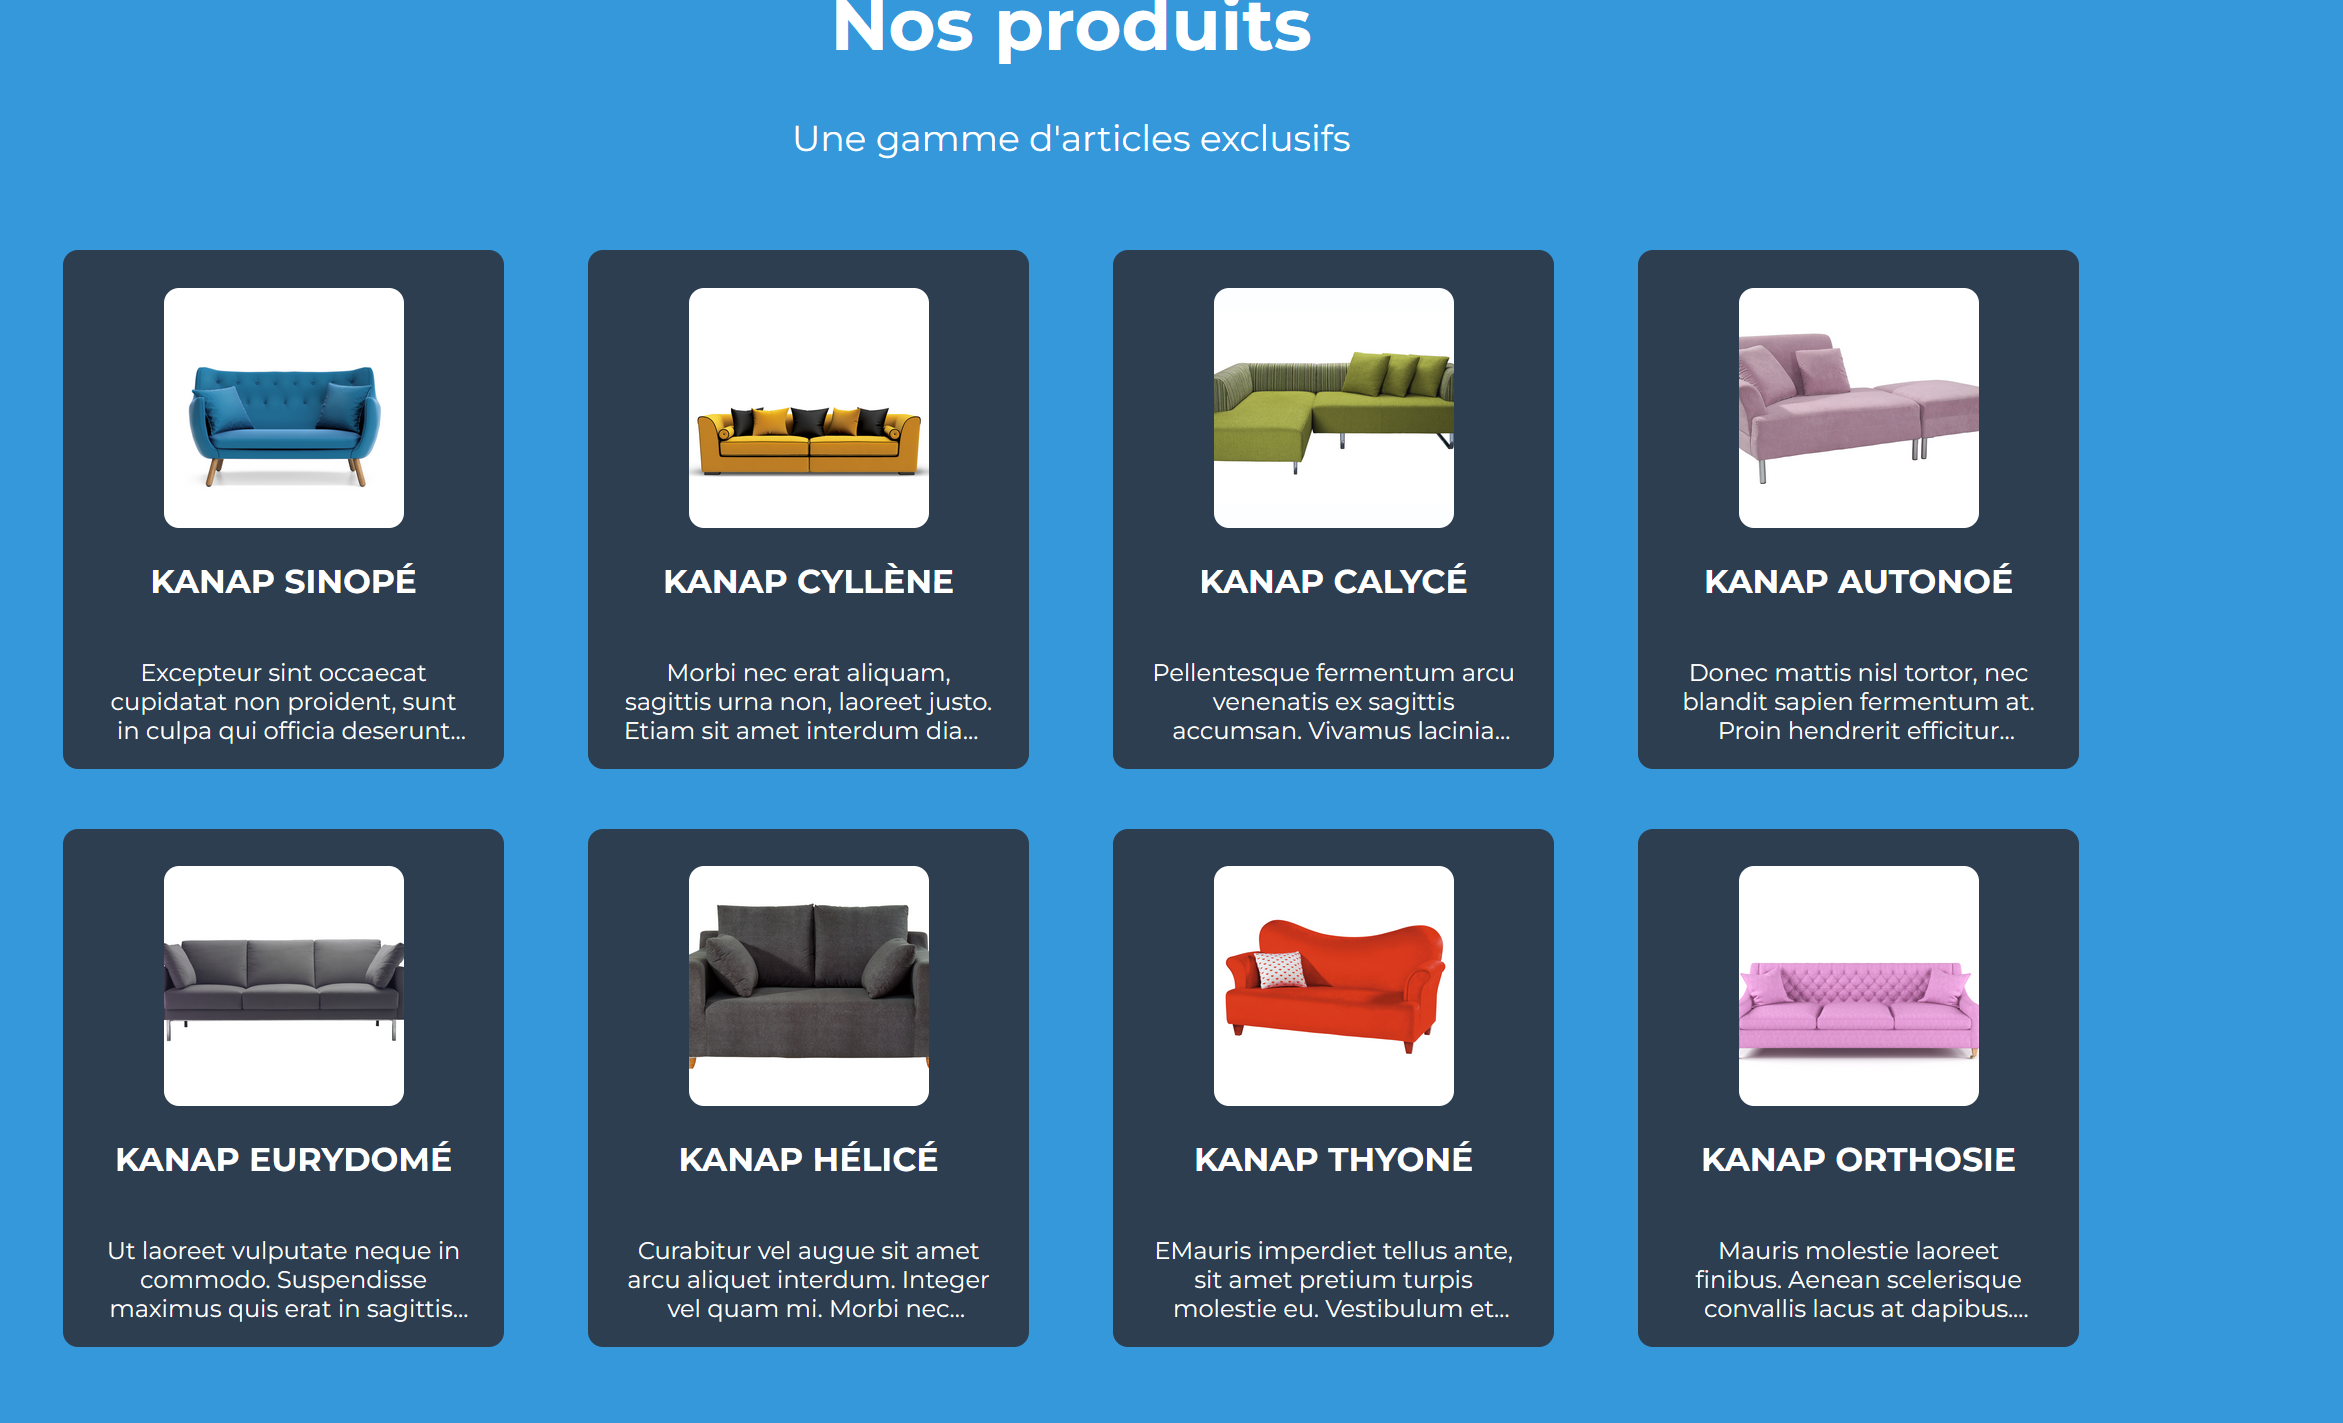 Nos produits
Une gamme d'articles exclusifs
KANAP SINOPÉ
Excepteur sint occaecat
cupidatat non proident, sunt
in culpa qui officia deserunt...
KANAP CYLLÈNE
Morbi nec erat aliquam,
sagittis urna non, laoreet justo.
Etiam sit amet interdum dia...
KANAP CALYCÉ
Pellentesque fermentum arcu
venenatis ex sagittis
accumsan. Vivamus lacinia...
KANAP AUTONOÉ
Donec mattis nisl tortor, nec
blandit sapien fermentum at.
Proin hendrerit efficitur...
KANAP EURYDOMÉ
Ut laoreet vulputate neque in
commodo. Suspendisse
maximus quis erat in sagittis...
KANAP HÉLICÉ
Curabitur vel augue sit amet
arcu aliquet interdum. Integer
vel quam mi. Morbi nec...
KANAP THYONÉ
EMauris imperdiet tellus ante,
sit amet pretium turpis
molestie eu. Vestibulum et...
KANAP ORTHOSIE
Mauris molestie laoreet
finibus. Aenean scelerisque
convallis lacus at dapibus....